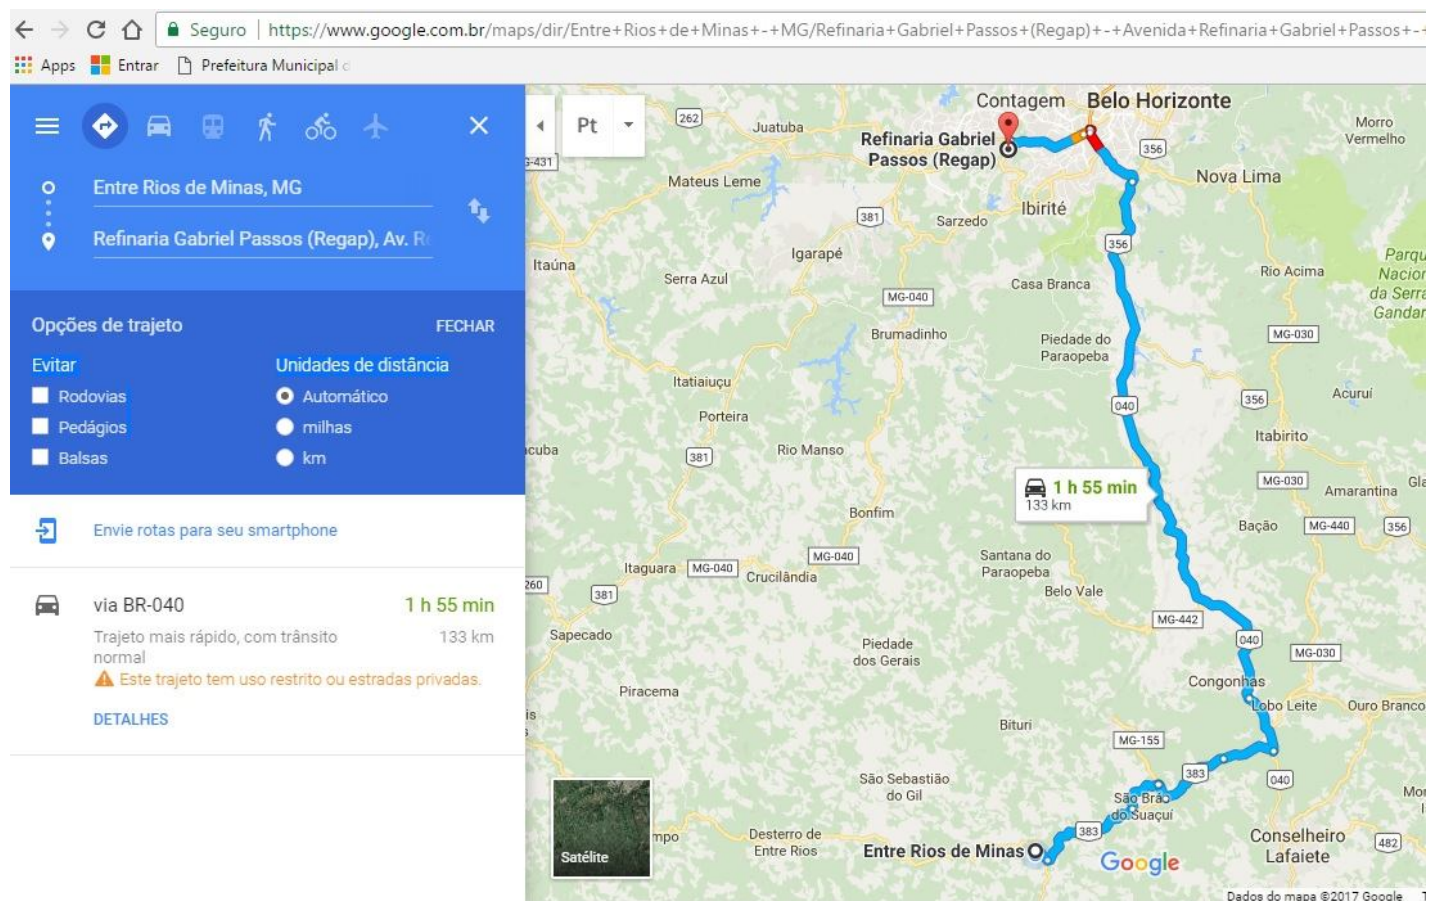 Seguro | https://www.google.com.br/maps/dir/Entre+Rios+de+Minas+-+MG/Refinaria+Gabriel+Passos+(Regap)+-+Avenida+Refinaria+Gabriel+Passos+-+
Apps Entrar Prefeitura Municipal
Entre Rios de Minas, MG
Refinaria Gabriel Passos (Regap), Av.
Opções de trajeto FECHAR
Evitar Unidades de distância
Rodovias Automático
Pedágios milhas
Balsas km
Envie rotas para seu smartphone
via BR-040 1 h 55 min
Trajeto mais rápido, com trânsito 133 km
normal
Este trajeto tem uso restrito ou estradas privadas.
DETALHES
Pt
Contagem
Belo Horizonte
262
Juatuba
Refinaria Gabriel
Passos (Regap)
Morro
Vermelho
356
Mateus Leme
Nova Lima
381
Sarzedo
Ibirité
356
Igarapé
Itaúna
Serra Azul
Casa Branca
Rio Acima
MG-040
Brumadinho
Piedade do
Paraopeba
MG-030
Itatiaiuçu
Porteira
040
356
Acuruí
Itabirito
381
Rio Manso
1 h 55 min
133 km
MG-030
Amarantina
Bonfim
Bação
MG-440
356
MG-040
Santana do
Paraopeba
Itaguara
MG-040
Crucilândia
381
Belo Vale
MG-442
Sapecado
Piedade
dos Gerais
040
MG-030
Congonhas
Piracema
Lobo Leite
Ouro Branco
Bituri
MG-155
São Sebastião
do Gil
383
040
São Brás
do Suaçuí
Desterro de
Entre Rios
383
Entre Rios de Minas
Conselheiro
Lafaiete
482
Satélite
Google
Dados do mapa ©2017 Google